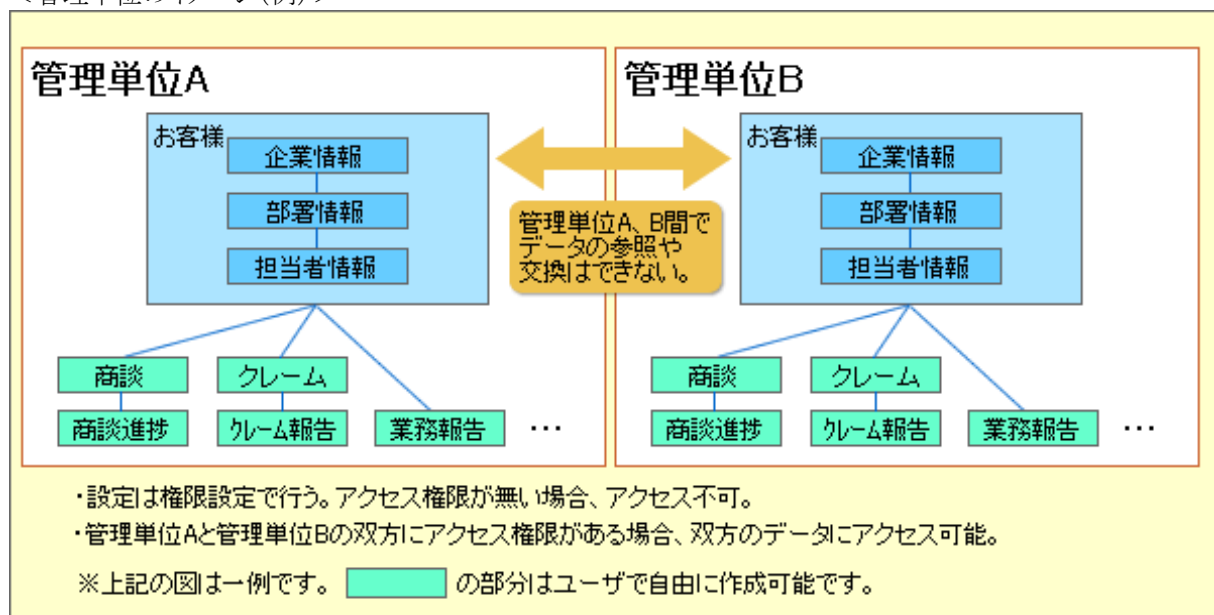 ＜管理単位のイメージ(例)＞
管理単位A
お客様
企業情報
部署情報
担当者情報
商談
クレーム
商談進捗
ｸﾚｰﾑ報告
業務報告
…
管理単位A、B間で
データの参照や
交換はできない。
管理単位B
お客様
企業情報
部署情報
担当者情報
商談
クレーム
商談進捗
ｸﾚｰﾑ報告
業務報告
…
・設定は権限設定で行う。アクセス権限が無い場合、アクセス不可。
・管理単位Aと管理単位Bの双方にアクセス権限がある場合、双方のデータにアクセス可能。
※上記の図は一例です。 の部分はユーザで自由に作成可能です。